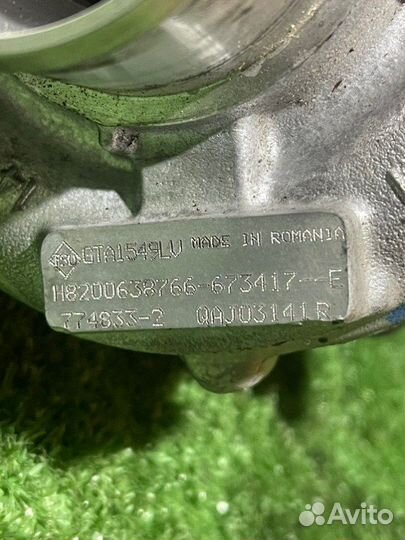 GTA1549LV MADE IN ROMANIA
H8200638766-673417--E
774833-2 QAJ03141R
Avito